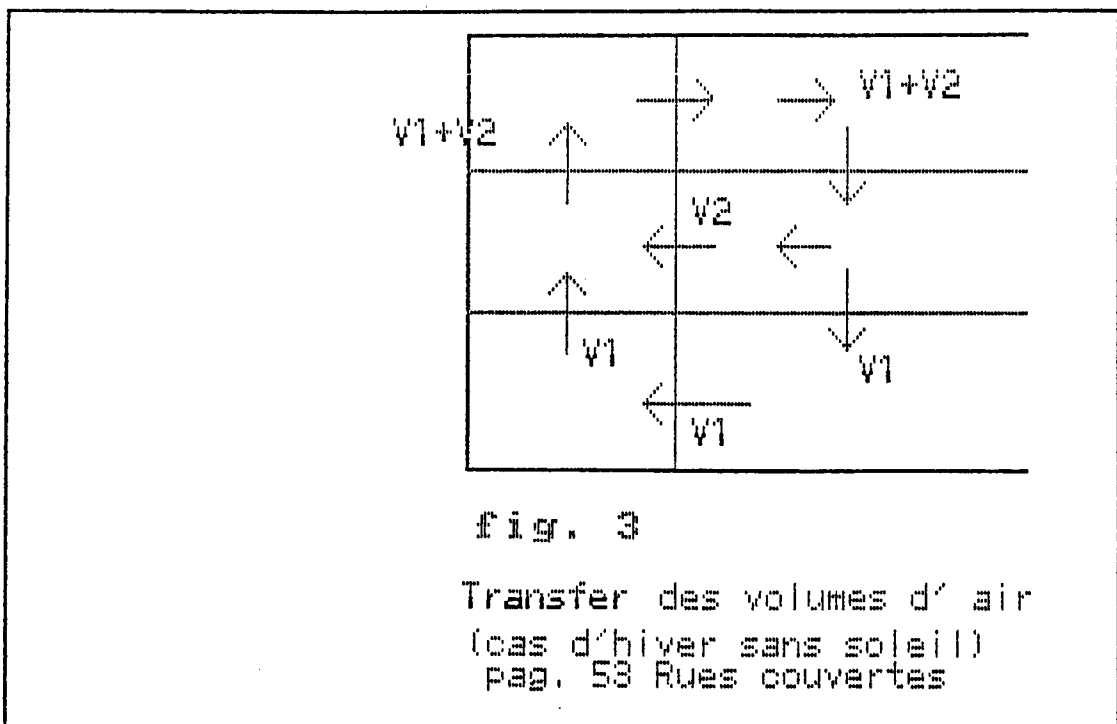 V1+V2
V1+V2
V2
V1
V1
V1
fig. 3
Transfer des volumes d' air
(cas d'hiver sans soleil)
pag. 53 Rues couvertes